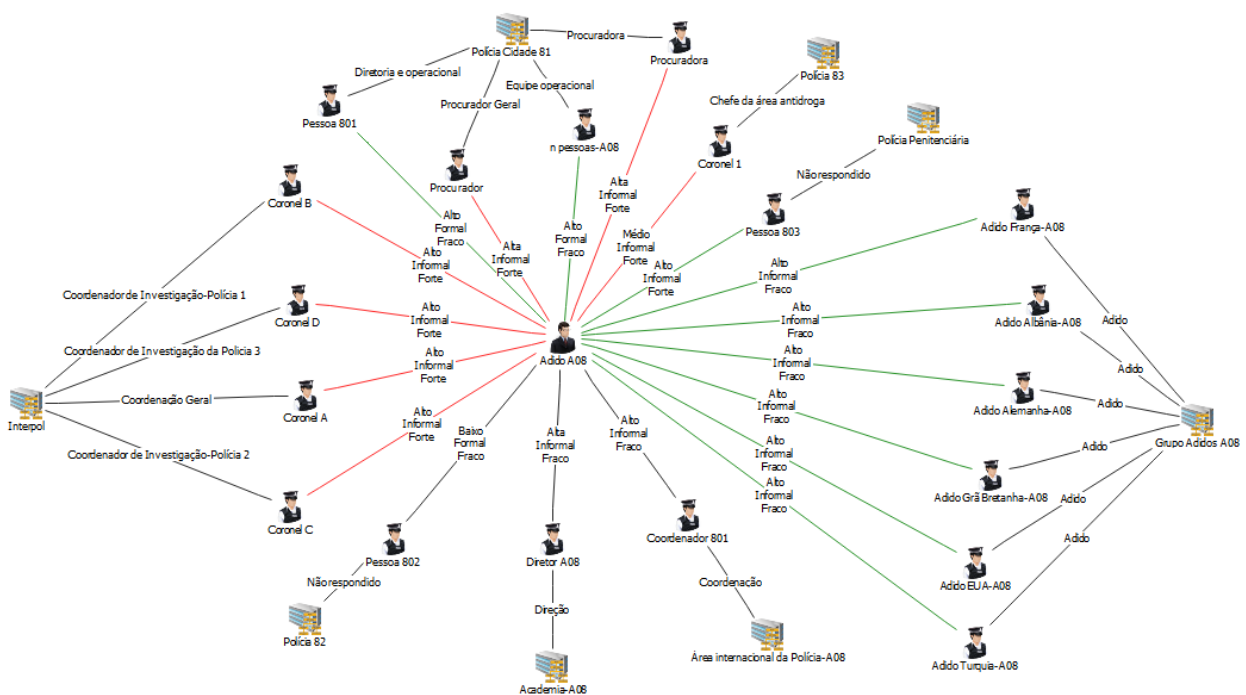 Procuradora
Polícia Cidade 81
Procuradora
Polícia 83
Diretoria e operacional
Equipe operacional
Procurador Geral
Chefe da área antidroga
Pessoa 801
n pessoas-A08
Coronel 1
Polícia Penitenciária
Procurador
Não respondido
Coronel B
Pessoa 803
Adido França-A08
Alto
Formal
Fraco
Alta
Informal
Forte
Alto
Formal
Fraco
Alta
Informal
Forte
Médio
Informal
Forte
Alto
Informal
Forte
Alto
Informal
Forte
Alto
Informal
Fraco
Coordenador de Investigação-Polícia 1
Coronel D
Alto
Informal
Forte
Alto
Informal
Fraco
Adido Albânia-A08
Adido
Coordenador de Investigação da Policia 3
Alto
Informal
Forte
Adido A08
Alto
Informal
Fraco
Adido
Interpol
Coordenação Geral
Coronel A
Alto
Informal
Fraco
Adido Alemanha-A08
Adido
Grupo Adidos A08
Alto
Informal
Forte
Baixo
Formal
Fraco
Alta
Informal
Fraco
Alto
Informal
Fraco
Alto
Informal
Fraco
Adido
Coordenador de Investigação-Polícia 2
Alto
Informal
Fraco
Adido Grã Bretanha-A08
Adido
Coronel C
Pessoa 802
Diretor A08
Coordenador 801
Adido
Não respondido
Coordenação
Adido EUA-A08
Direção
Polícia 82
Área internacional da Polícia-A08
Adido Turquia-A08
Academia-A08